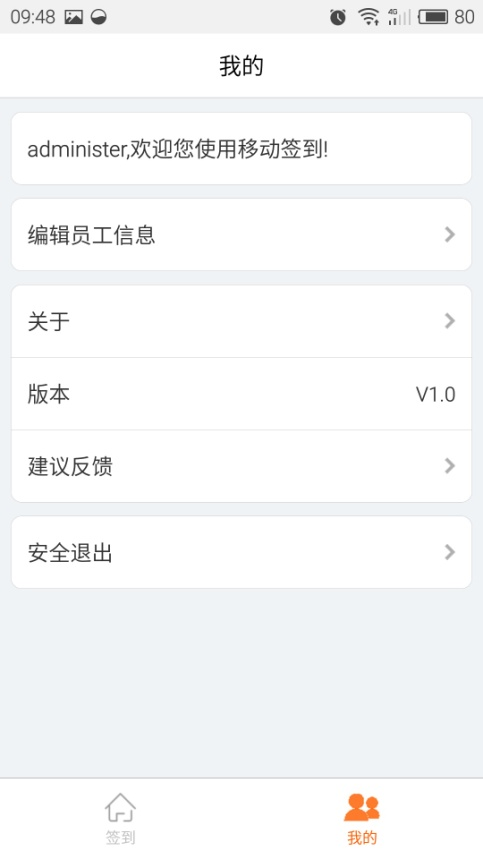 09:48 4G 80
我的
administer,欢迎您使用移动签到!
编辑员工信息
关于
版本 V1.0
建议反馈
安全退出
签到 我的